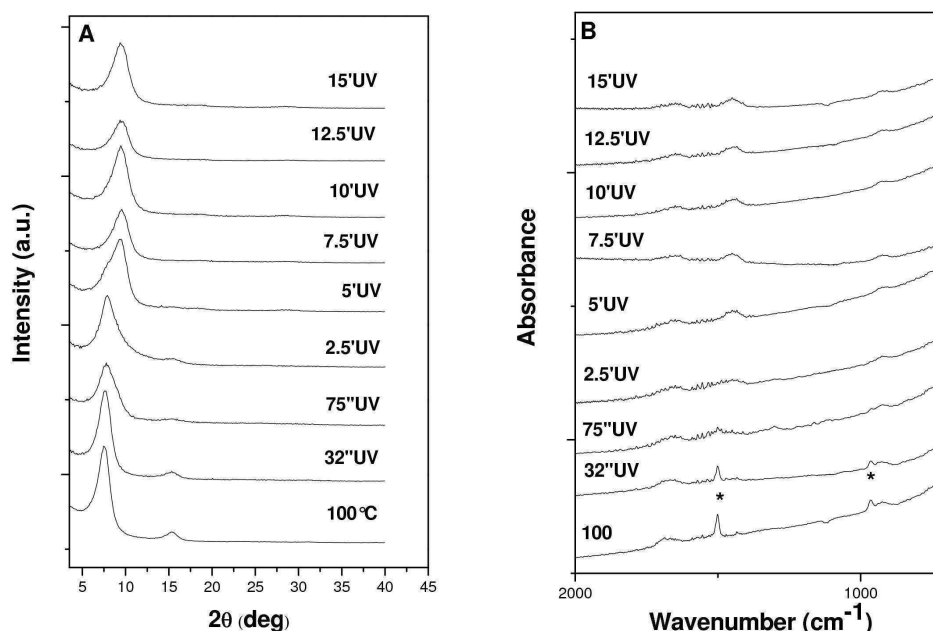 A
15'UV
12.5'UV
10'UV
7.5'UV
5'UV
2.5'UV
75"UV
32"UV
100°C
Intensity (a.u.)
5 10 15 20 25 30 35 40 45
2θ (deg)
B
15'UV
12.5'UV
10'UV
7.5'UV
5'UV
2.5'UV
75"UV
32"UV
*
*
100
Absorbance
2000 1000
Wavenumber (cm-1)